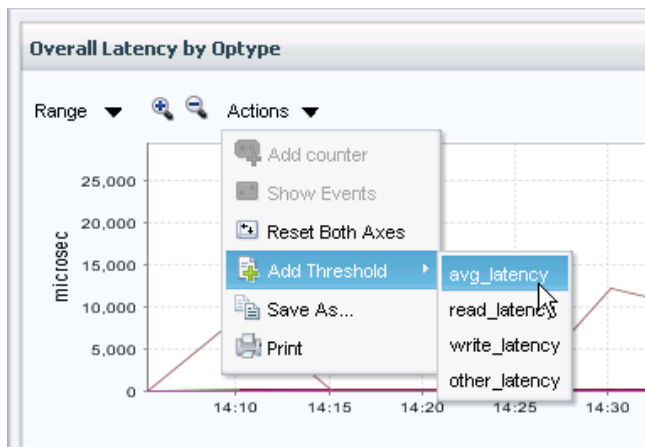 Overall Latency by Optype
Range Actions
Add counter
Show Events
Reset Both Axes
Add Threshold
Save As...
Print
avg_latency
read_latency
write_latency
other_latency
microsec
25,000
20,000
15,000
10,000
5,000
0
14:10 14:15 14:20 14:25 14:30